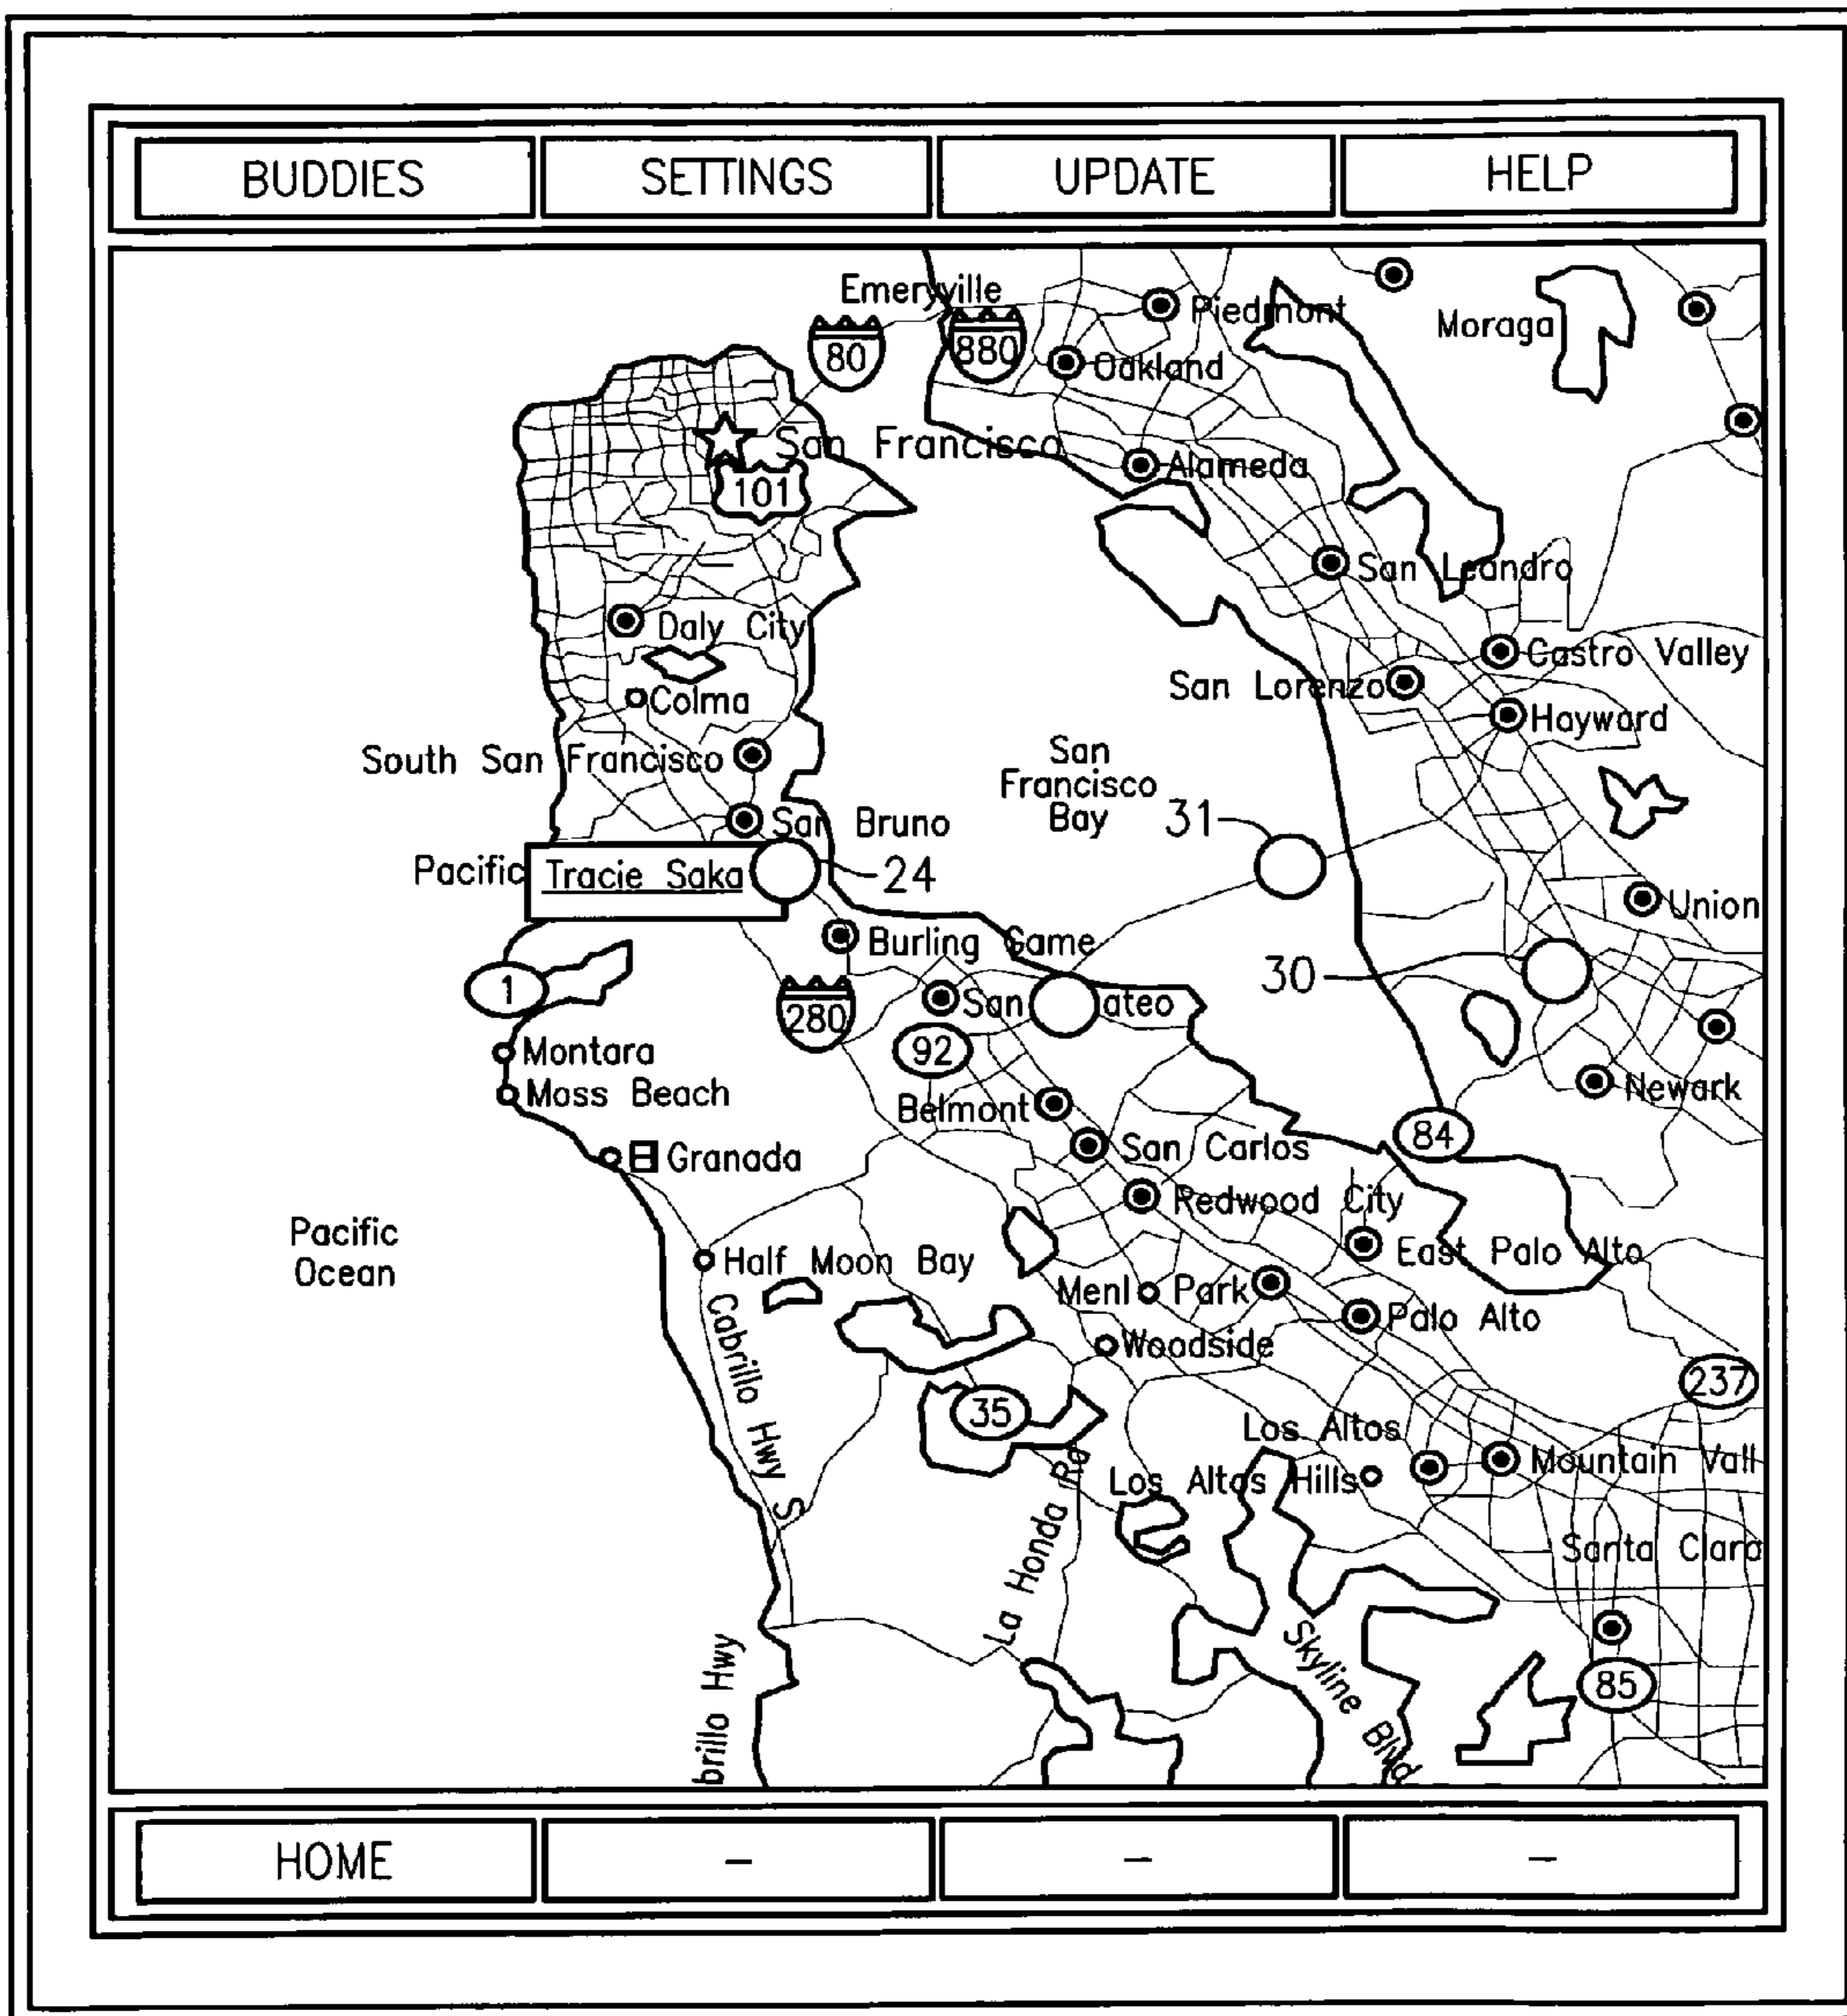 BUDDIES SETTINGS UPDATE HELP
Emeryville
Piedmont
Moraga
80
880
Oakland
San Francisco
Alameda
101
San Leandro
Daly City
Castro Valley
San Lorenzo
Colma
Hayward
South San Francisco
San
Francisco
Bay
31
San Bruno
Pacific
Tracie Saka
24
Union
Burling Game
30
1
280
San ateo
92
Montara
Moss Beach
Newark
Belmont
84
San Carlos
Granada
Redwood City
Pacific
Ocean
East Palo Alto
Half Moon Bay
Menl Park
Palo Alto
Woodside
Cabrillo Hwy S
237
35
Los Altos
Mountain Vall
Los Altos Hills
La Honda Rd
Santa Clara
Skyline Blvd
85
brillo Hwy
HOME – – –